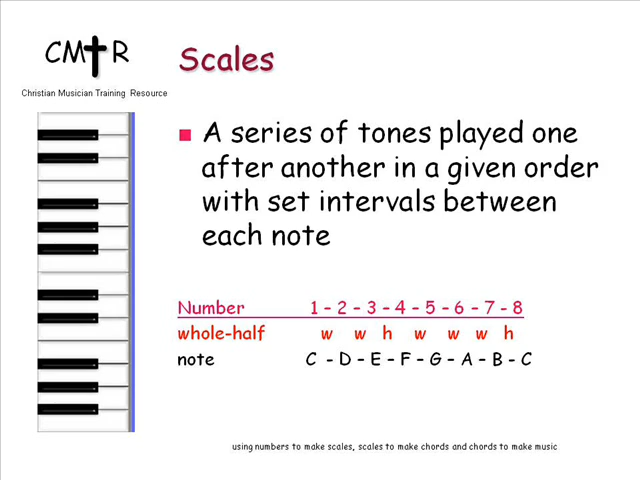 CM✝R
Christian Musician Training Resource
Scales
A series of tones played one
after another in a given order
with set intervals between
each note
Number 1 - 2 - 3 - 4 - 5 - 6 - 7 - 8
whole-half w w h w w w h
note C - D - E - F - G - A - B - C
using numbers to make scales, scales to make chords and chords to make music